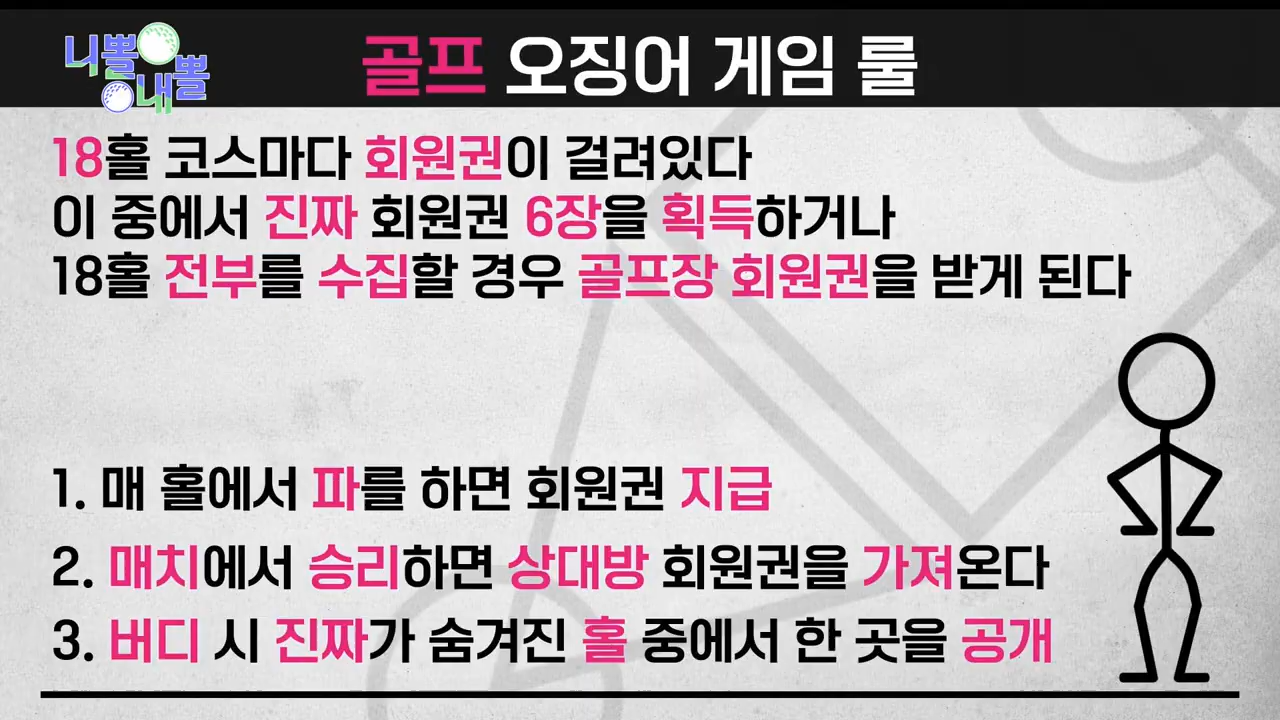 니뽈
내뽈
골프 오징어 게임 룰
18홀 코스마다 회원권이 걸려있다
이 중에서 진짜 회원권 6장을 획득하거나
18홀 전부를 수집할 경우 골프장 회원권을 받게 된다
1. 매 홀에서 파를 하면 회원권 지급
2. 매치에서 승리하면 상대방 회원권을 가져온다
3. 버디 시 진짜가 숨겨진 홀 중에서 한 곳을 공개